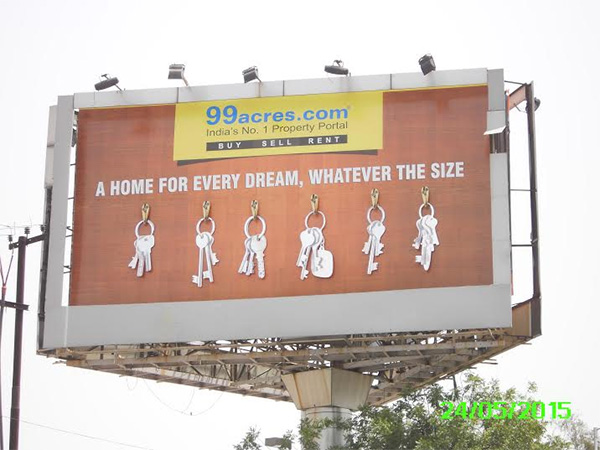 99acres.com
India's No. 1 Property Portal
BUY SELL RENT
A HOME FOR EVERY DREAM, WHATEVER THE SIZE
24/05/2015